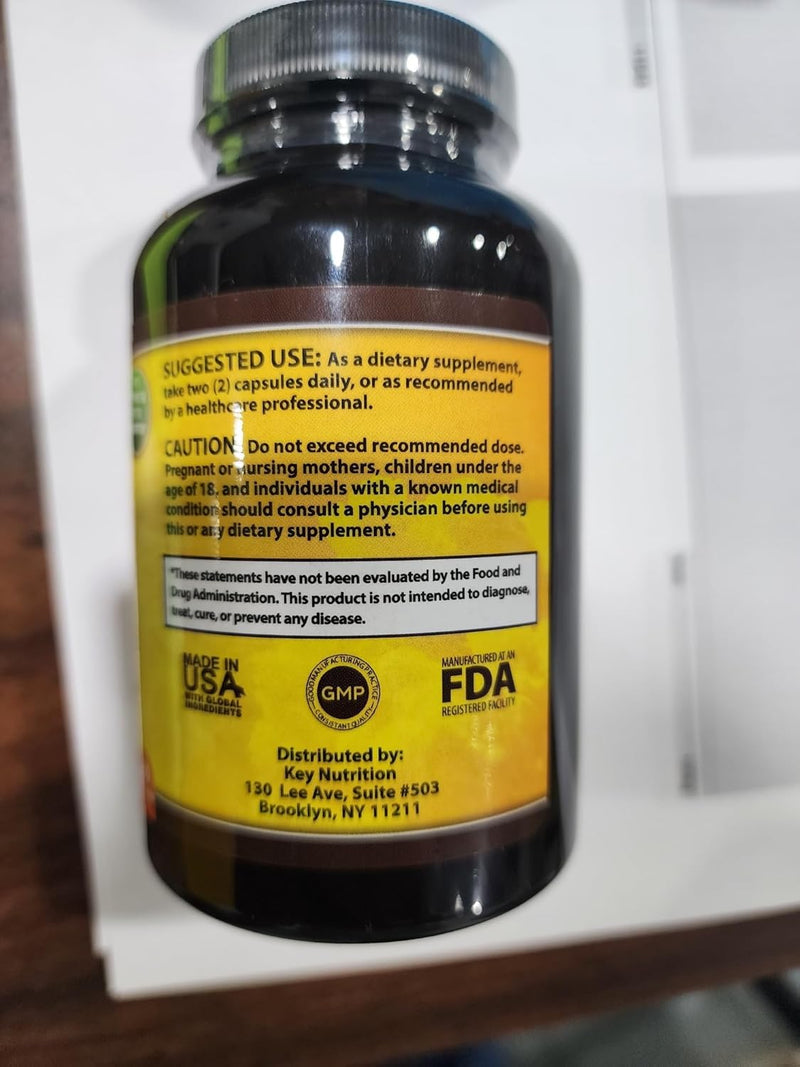 SUGGESTED USE: As a dietary supplement,
take two (2) capsules daily, or as recommended
by a healthcare professional.
CAUTION: Do not exceed recommended dose.
Pregnant or nursing mothers, children under the
age of 18, and individuals with a known medical
condition should consult a physician before using
this or any dietary supplement.
*These statements have not been evaluated by the Food and
Drug Administration. This product is not intended to diagnose,
treat, cure, or prevent any disease.
MADE IN
USA
WITH GLOBAL
INGREDIENTS
GOOD MANUFACTURING PRACTICE
GMP
CONSISTANT QUALITY
MANUFACTURED AT AN
FDA
REGISTERED FACILITY
Distributed by:
Key Nutrition
130 Lee Ave, Suite #503
Brooklyn, NY 11211